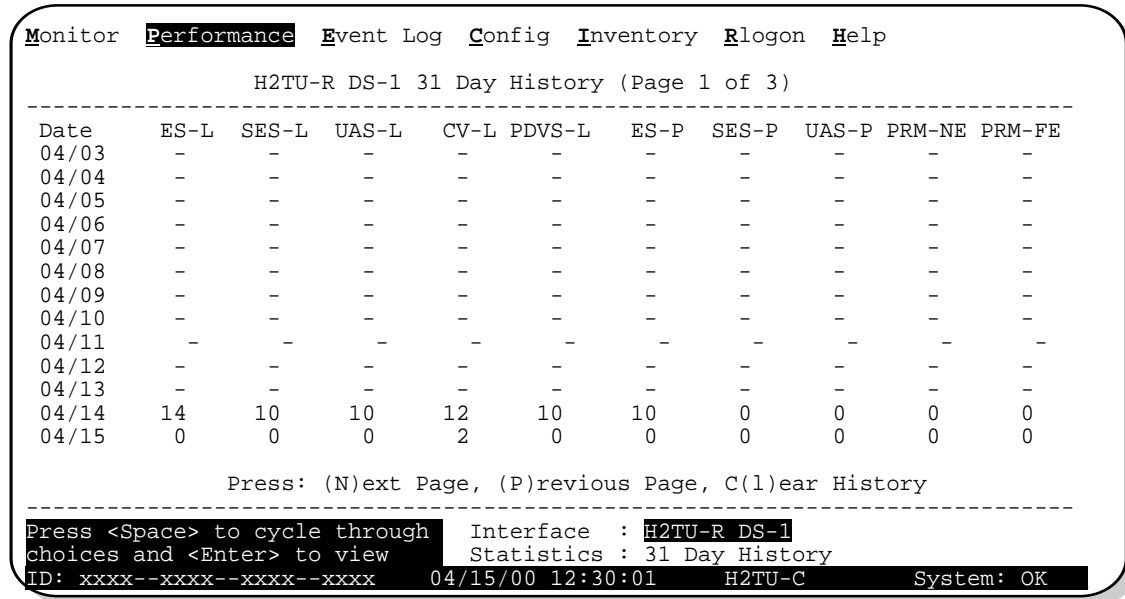 Monitor Performance Event Log Config Inventory Rlogon Help
H2TU-R DS-1 31 Day History (Page 1 of 3)
--------------------------------------------------------------------------------
Date ES-L SES-L UAS-L CV-L PDVS-L ES-P SES-P UAS-P PRM-NE PRM-FE
04/03 - - - - - - - - - -
04/04 - - - - - - - - - -
04/05 - - - - - - - - - -
04/06 - - - - - - - - - -
04/07 - - - - - - - - - -
04/08 - - - - - - - - - -
04/09 - - - - - - - - - -
04/10 - - - - - - - - - -
04/11 - - - - - - - - - -
04/12 - - - - - - - - - -
04/13 - - - - - - - - - -
04/14 14 10 10 12 10 10 0 0 0 0
04/15 0 0 0 2 0 0 0 0 0 0
Press: (N)ext Page, (P)revious Page, C(l)ear History
--------------------------------------------------------------------------------
Press <Space> to cycle through Interface : H2TU-R DS-1
choices and <Enter> to view Statistics : 31 Day History
ID: xxxx--xxxx--xxxx--xxxx 04/15/00 12:30:01 H2TU-C System: OK